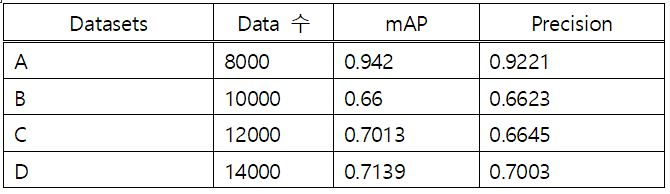 Datasets Data 수 mAP Precision
A 8000 0.942 0.9221
B 10000 0.66 0.6623
C 12000 0.7013 0.6645
D 14000 0.7139 0.7003